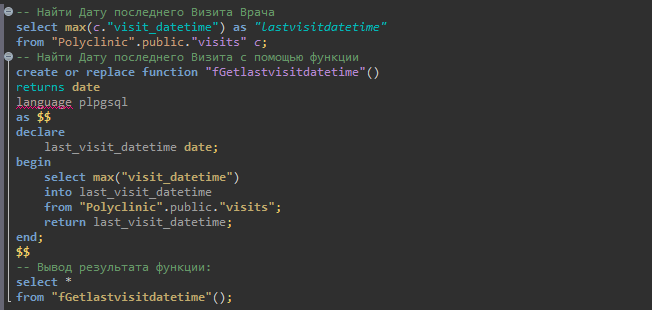 -- Найти Дату последнего Визита Врача
select max(c."visit_datetime") as "lastvisitdatetime"
from "Polyclinic".public."visits" c;
-- Найти Дату последнего Визита с помощью функции
create or replace function "fGetlastvisitdatetime"()
returns date
language plpgsql
as $$
declare
last_visit_datetime date;
begin
select max("visit_datetime")
into last_visit_datetime
from "Polyclinic".public."visits";
return last_visit_datetime;
end;
$$
-- Вывод результата функции:
select *
from "fGetlastvisitdatetime"();